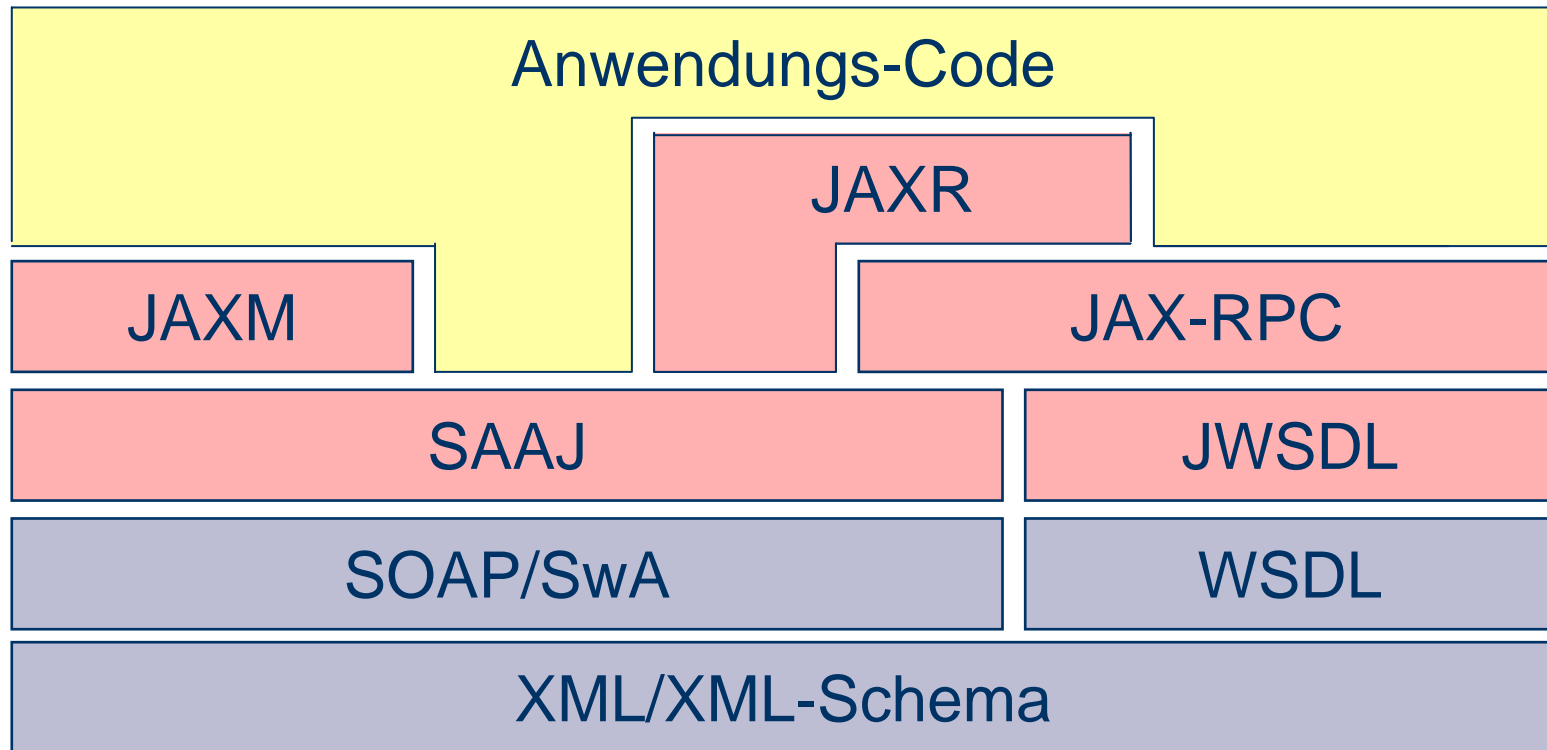 Anwendungs-Code
JAXR
JAXM
JAX-RPC
SAAJ
JWSDL
SOAP/SwA
WSDL
XML/XML-Schema